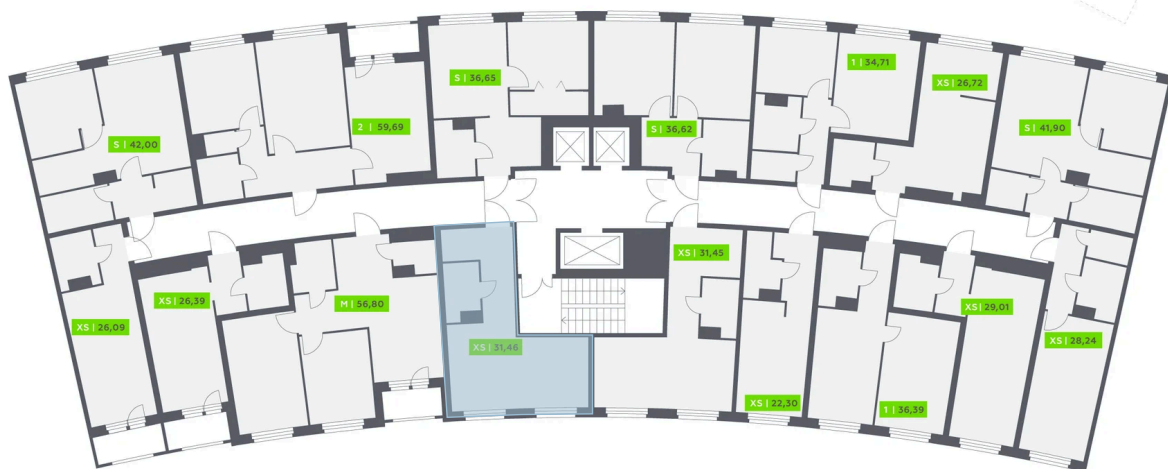 S | 42,00
2 | 59,69
S | 36,65
S | 36,62
1 | 34,71
XS | 26,72
S | 41,90
XS | 26,09
XS | 26,39
M | 56,80
XS | 31,46
XS | 31,45
XS | 22,30
1 | 36,39
XS | 29,01
XS | 28,24